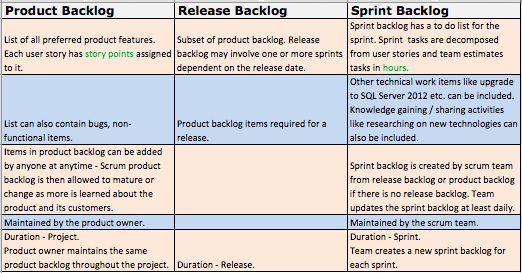 Product Backlog
Release Backlog
Sprint Backlog
List of all preferred product features.
Each user story has story points assigned
to it.
Subset of product backlog. Release
backlog may involve one or more sprints
dependent on the release date.
Sprint backlog has a to do list for the
sprint. Sprint  tasks are decomposed
from user stories and team estimates
tasks in hours.
List can also contain bugs, non-
functional items.
Product backlog items required for a
release.
Other technical work items like upgrade
to SQL Server 2012 etc. can be included.
Knowledge gaining / sharing activities
like researching on new technologies can
also be included.
Items in product backlog can be added
by anyone at anytime - Scrum product
backlog is then allowed to mature or
change as more is learned about the
product and its customers.
Sprint backlog is created by scrum team
from release backlog or product backlog
if there is no release backlog. Team
updates the sprint backlog at least daily.
Maintained by the product owner.
Maintained by the scrum team.
Duration - Project.
Product owner maintains the same
product backlog throughout the project.
Duration - Release.
Duration - Sprint.
Team creates a new sprint backlog for
each sprint.